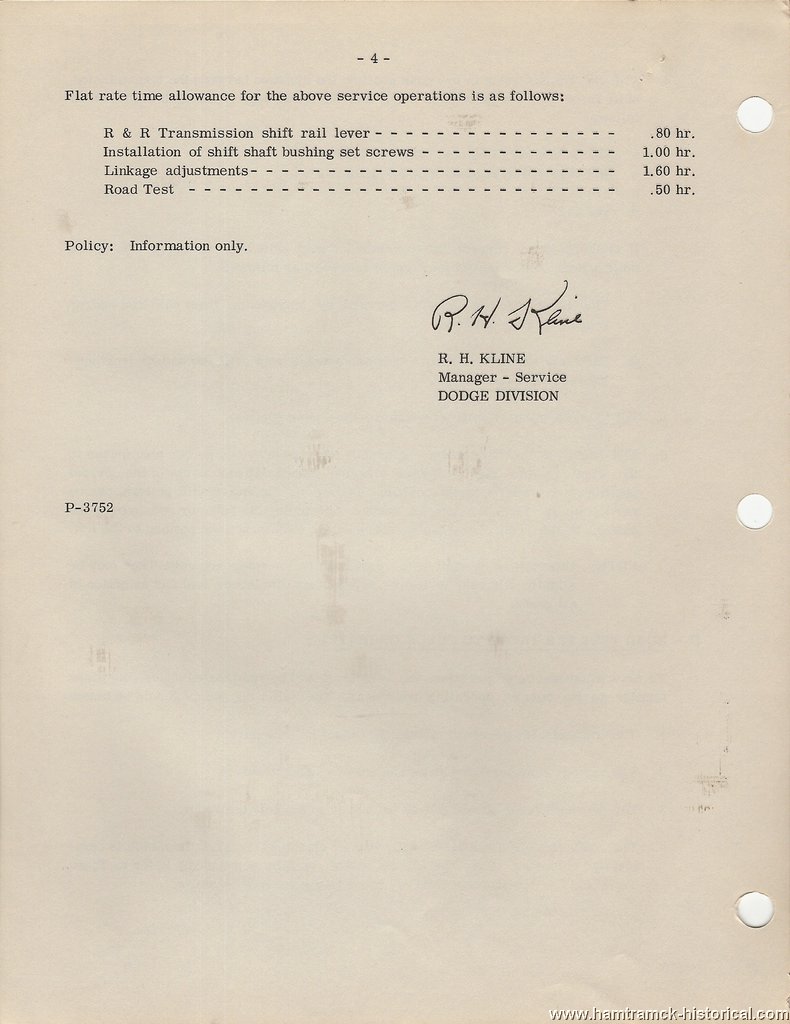 - 4 -
Flat rate time allowance for the above service operations is as follows:
R & R Transmission shift rail lever - - - - - - - - - - - - - - - - .80 hr.
Installation of shift shaft bushing set screws - - - - - - - - - - - - - 1.00 hr.
Linkage adjustments- - - - - - - - - - - - - - - - - - - - - - - - 1.60 hr.
Road Test - - - - - - - - - - - - - - - - - - - - - - - - - - - - .50 hr.
Policy: Information only.
R. H. Kline
R. H. KLINE
Manager - Service
DODGE DIVISION
P-3752
www.hamtramck-historical.com